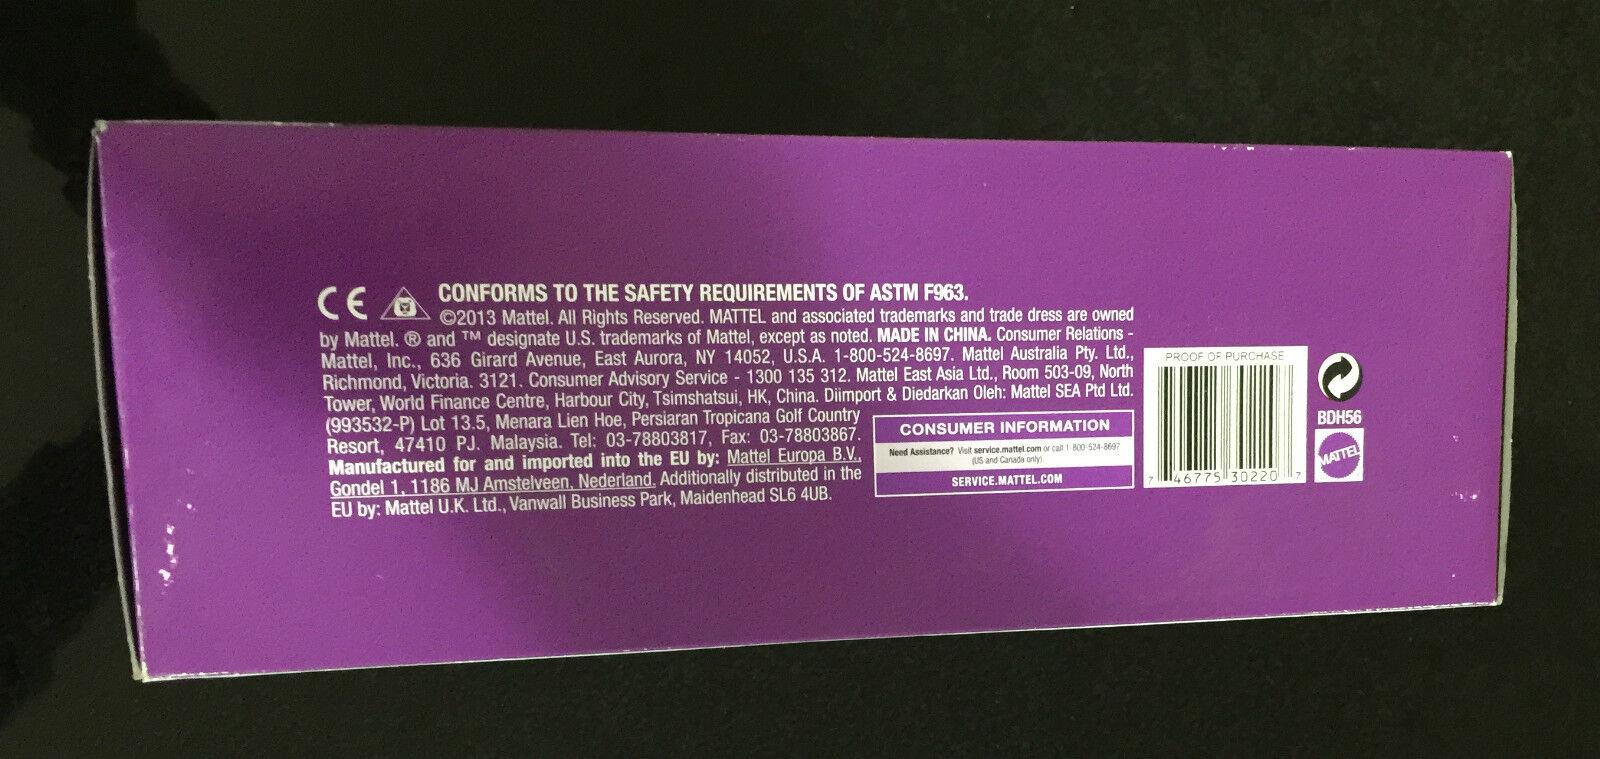 CE CONFORMS TO THE SAFETY REQUIREMENTS OF ASTM F963.
©2013 Mattel. All Rights Reserved. MATTEL and associated trademarks and trade dress are owned
by Mattel. ® and ™ designate U.S. trademarks of Mattel, except as noted. MADE IN CHINA. Consumer Relations -
Mattel, Inc., 636 Girard Avenue, East Aurora, NY 14052, U.S.A. 1-800-524-8697. Mattel Australia Pty. Ltd.,
Richmond, Victoria. 3121. Consumer Advisory Service - 1300 135 312. Mattel East Asia Ltd., Room 503-09, North
Tower, World Finance Centre, Harbour City, Tsimshatsui, HK, China. Diimport & Diedarkan Oleh: Mattel SEA Ptd Ltd.
(993532-P) Lot 13.5, Menara Lien Hoe, Persiaran Tropicana Golf Country
Resort, 47410 PJ. Malaysia. Tel: 03-78803817, Fax: 03-78803867.
Manufactured for and imported into the EU by: Mattel Europa B.V.,
Gondel 1, 1186 MJ Amstelveen, Nederland. Additionally distributed in the
EU by: Mattel U.K. Ltd., Vanwall Business Park, Maidenhead SL6 4UB.
CONSUMER INFORMATION
Need Assistance? Visit service.mattel.com or call 1-800-524-8697
(US and Canada only).
SERVICE.MATTEL.COM
PROOF OF PURCHASE
7 46775 30220 7
BDH56
MATTEL